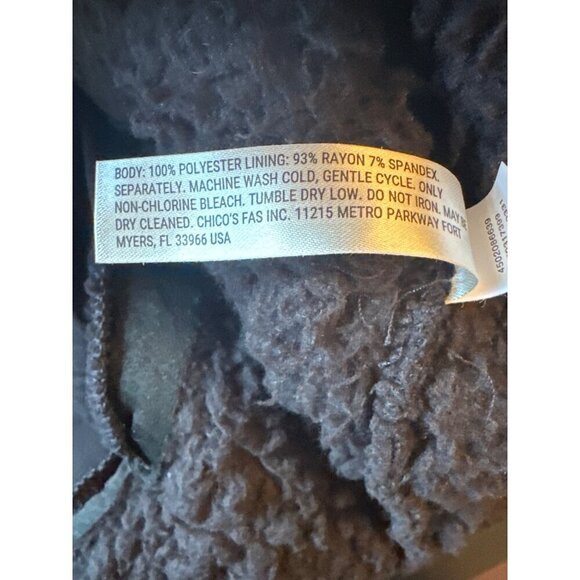 BODY: 100% POLYESTER LINING: 93% RAYON 7% SPANDEX.
SEPARATELY. MACHINE WASH COLD, GENTLE CYCLE. ONLY
NON-CHLORINE BLEACH. TUMBLE DRY LOW. DO NOT IRON. MAY BE
DRY CLEANED. CHICO'S FAS INC. 11215 METRO PARKWAY FORT
MYERS, FL 33966 USA
4502086639